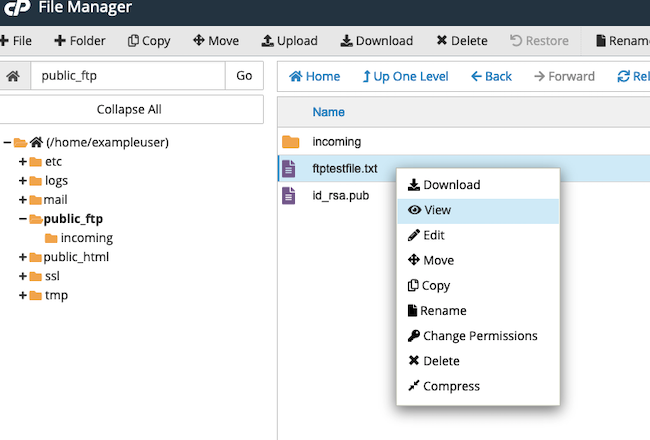 cP File Manager
File Folder Copy Move Upload Download Delete Restore Renam
public_ftp Go Home Up One Level Back Forward Rel
Collapse All
Name
(/home/exampleuser)
etc
logs
mail
public_ftp
incoming
public_html
ssl
tmp
incoming
ftptestfile.txt
id_rsa.pub
Download
View
Edit
Move
Copy
Rename
Change Permissions
Delete
Compress